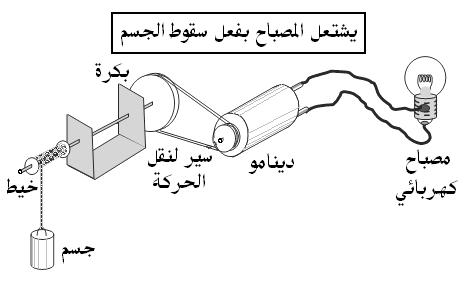 يشتعل المصباح بفعل سقوط الجسم
بكرة
سير لنقل
الحركة
دينامو
مصباح
كهربائي
خيط
جسم